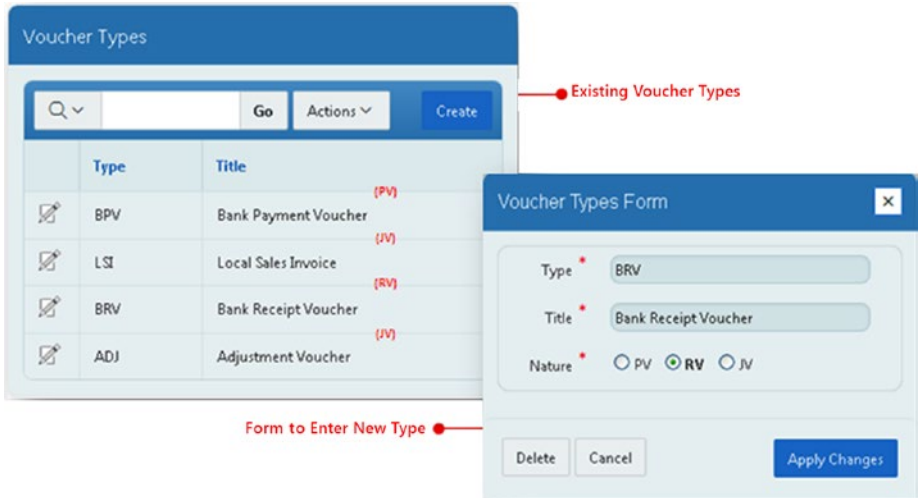 Voucher Types
Go Actions Create
Existing Voucher Types
Type Title
(PV)
BPV Bank Payment Voucher
(JV)
LSI Local Sales Invoice
(RV)
BRV Bank Receipt Voucher
(JV)
ADJ Adjustment Voucher
Form to Enter New Type
Voucher Types Form
Type * BRV
Title * Bank Receipt Voucher
Nature * PV RV JV
Delete Cancel Apply Changes